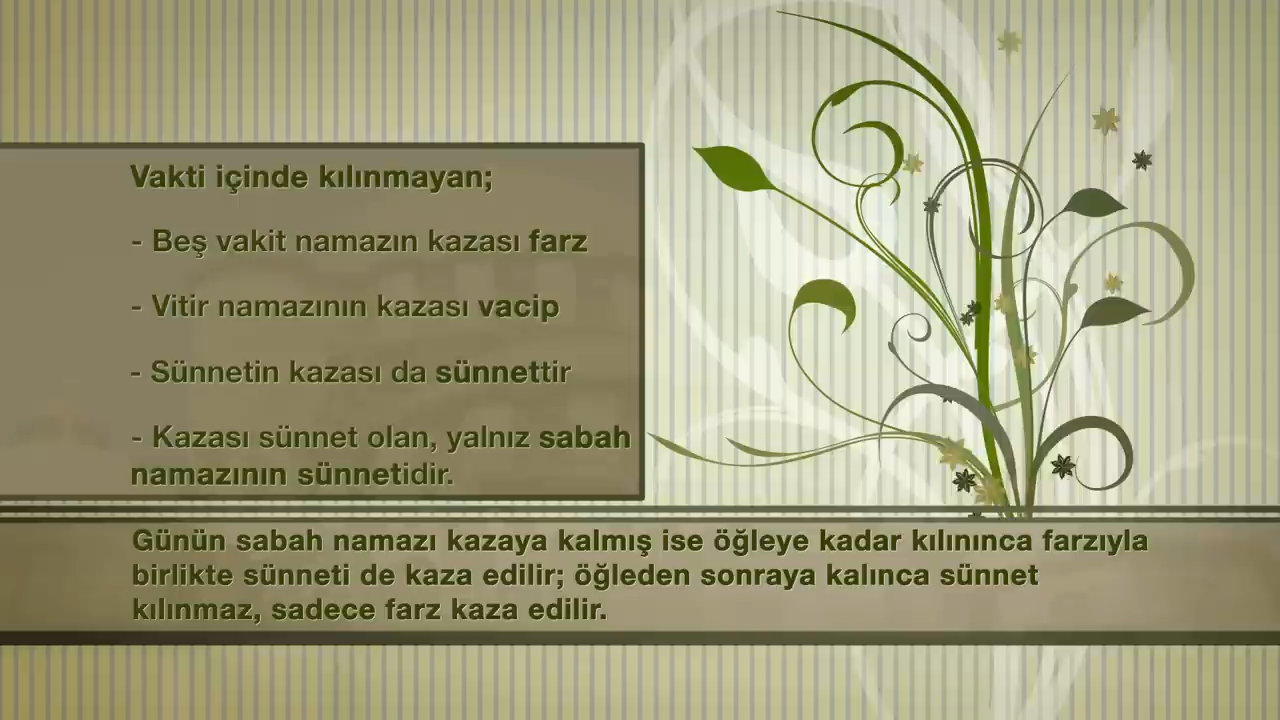 Vakti içinde kılınmayan;
- Beş vakit namazın kazası farz
- Vitir namazının kazası vacip
- Sünnetin kazası da sünnettir
- Kazası sünnet olan, yalnız sabah
namazının sünnetidir.
Günün sabah namazı kazaya kalmış ise öğleye kadar kılınınca farzıyla
birlikte sünneti de kaza edilir; öğleden sonraya kalınca sünnet
kılınmaz, sadece farz kaza edilir.